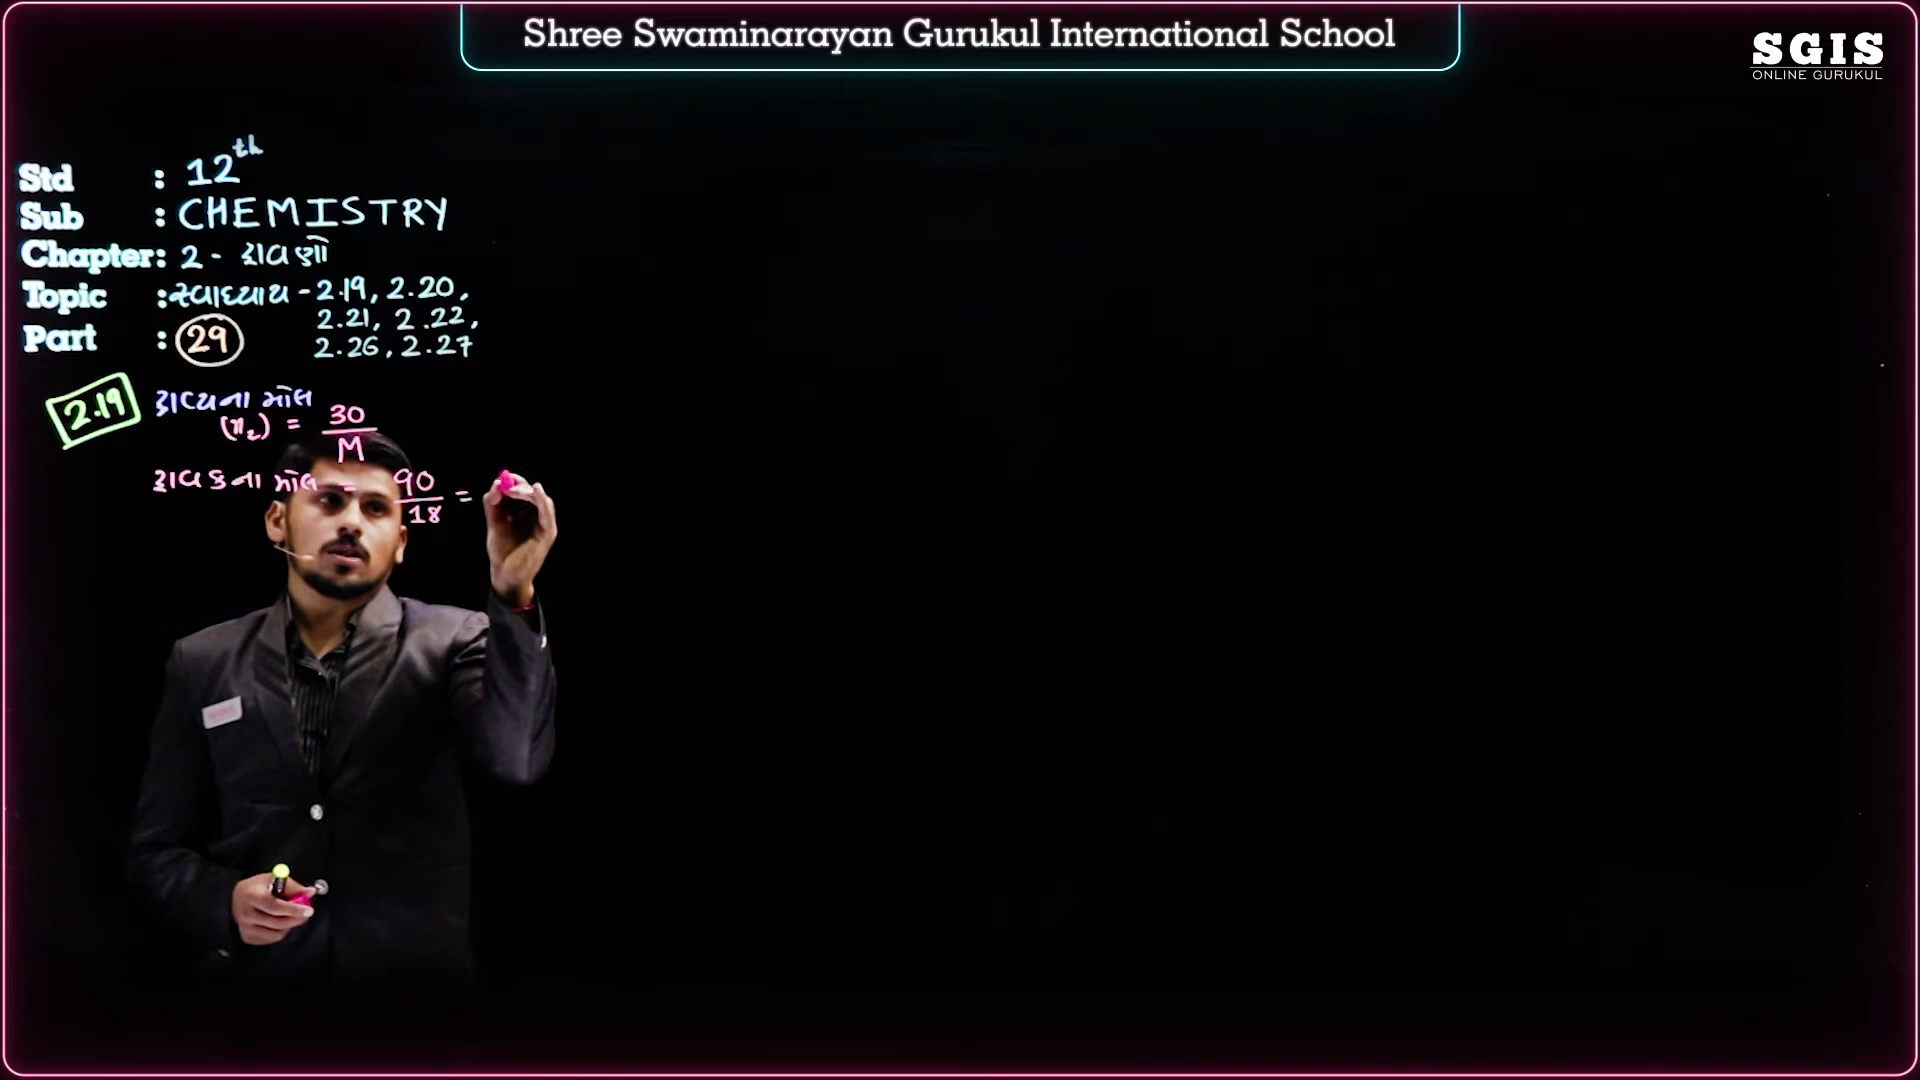 Shree Swaminarayan Gurukul International School
SGIS
ONLINE GURUKUL
Std : 12th
Sub : CHEMISTRY
Chapter: 2 - દ્રાવણો
Topic : સ્વાધ્યાય - 2.19, 2.20,
2.21, 2.22,
Part : 29 2.26, 2.27
2.19 દ્રાવ્યના મોલ
(n2) = 30/M
દ્રાવકના મોલ = 90/18 =